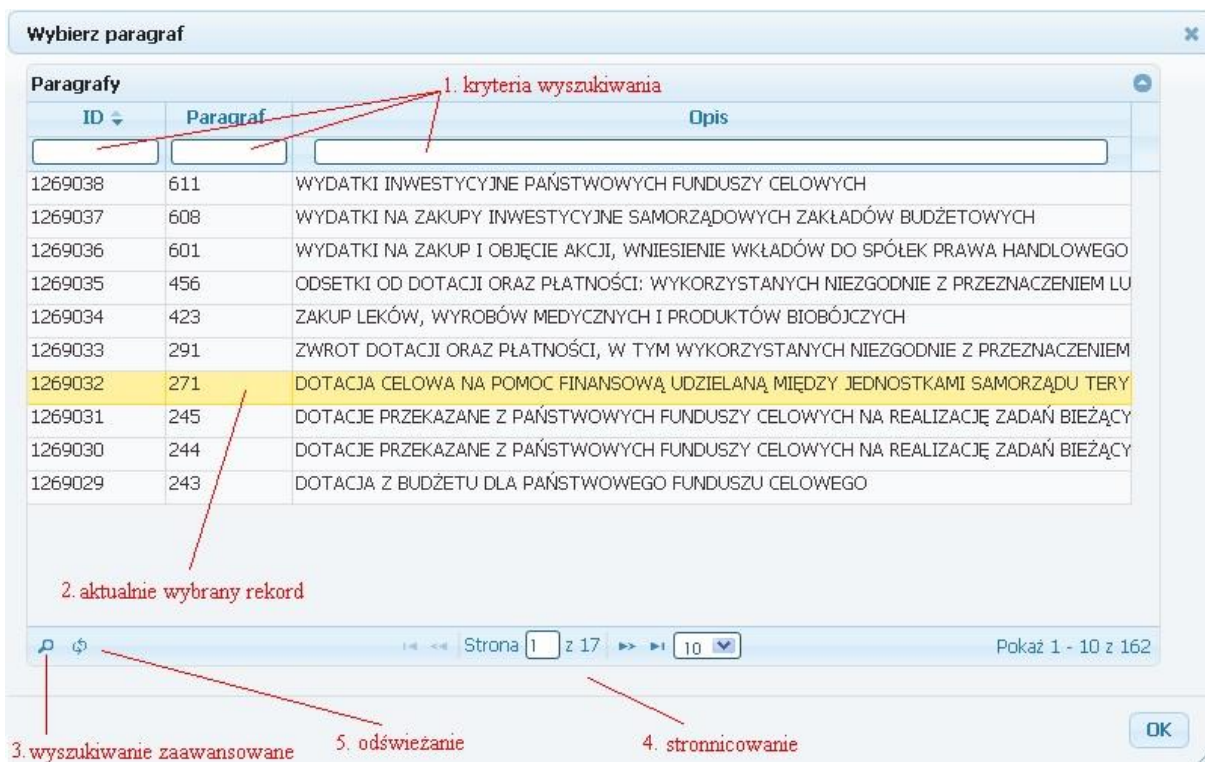 Wybierz paragraf
Paragrafy
1. kryteria wyszukiwania
ID Paragraf Opis
1269038 611 WYDATKI INWESTYCYJNE PAŃSTWOWYCH FUNDUSZY CELOWYCH
1269037 608 WYDATKI NA ZAKUPY INWESTYCYJNE SAMORZĄDOWYCH ZAKŁADÓW BUDŻETOWYCH
1269036 601 WYDATKI NA ZAKUP I OBJĘCIE AKCJI, WNIESIENIE WKŁADÓW DO SPÓŁEK PRAWA HANDLOWEGO
1269035 456 ODSETKI OD DOTACJI ORAZ PŁATNOŚCI: WYKORZYSTANYCH NIEZGODNIE Z PRZEZNACZENIEM LU
1269034 423 ZAKUP LEKÓW, WYROBÓW MEDYCZNYCH I PRODUKTÓW BIOBÓJCZYCH
1269033 291 ZWROT DOTACJI ORAZ PŁATNOŚCI, W TYM WYKORZYSTANYCH NIEZGODNIE Z PRZEZNACZENIEM
1269032 271 DOTACJA CELOWA NA POMOC FINANSOWĄ UDZIELANĄ MIĘDZY JEDNOSTKAMI SAMORZĄDU TERY
1269031 245 DOTACJE PRZEKAZANE Z PAŃSTWOWYCH FUNDUSZY CELOWYCH NA REALIZACJĘ ZADAŃ BIEŻĄCY
1269030 244 DOTACJE PRZEKAZANE Z PAŃSTWOWYCH FUNDUSZY CELOWYCH NA REALIZACJĘ ZADAŃ BIEŻĄCY
1269029 243 DOTACJA Z BUDŻETU DLA PAŃSTWOWEGO FUNDUSZU CELOWEGO
2. aktualnie wybrany rekord
Strona 1 z 17 10 Pokaż 1 - 10 z 162
OK
3. wyszukiwanie zaawansowane 5. odświeżanie 4. stronnicowanie